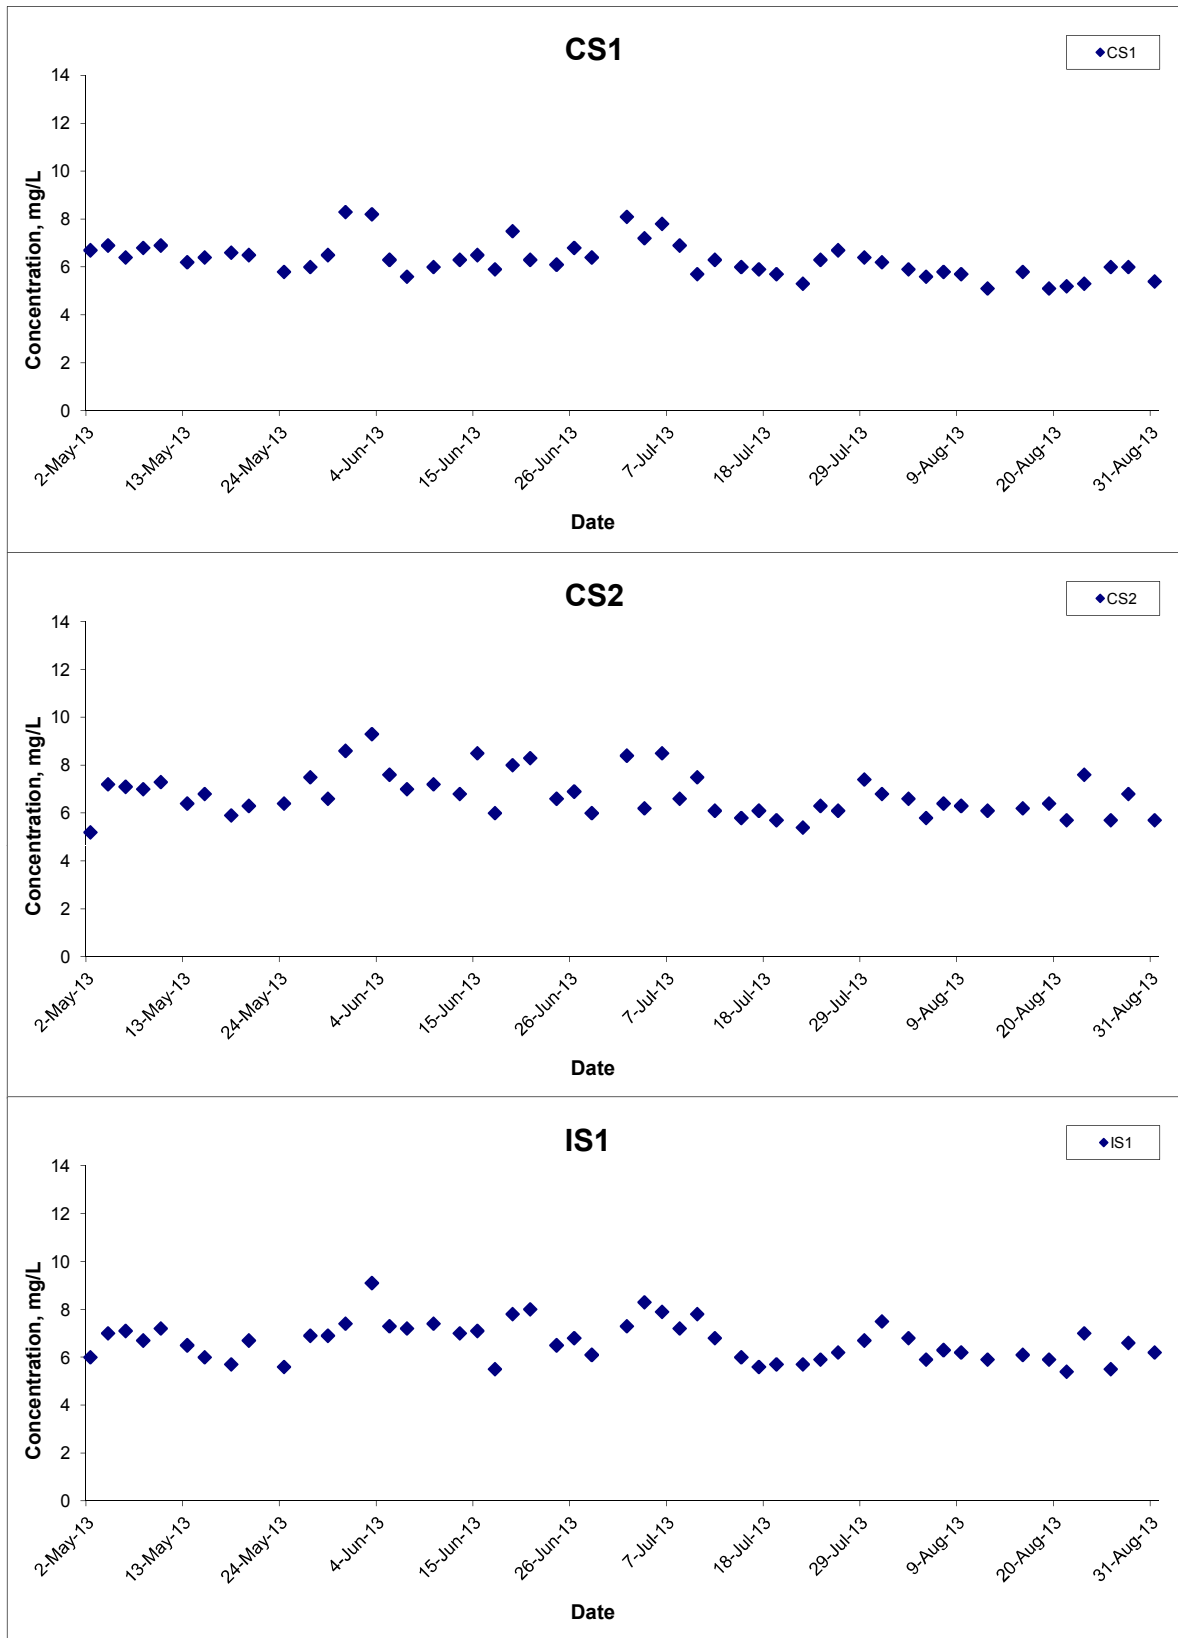 CS1
CS1
Concentration, mg/L
14
12
10
8
6
4
2
0
2-May-13
13-May-13
24-May-13
4-Jun-13
15-Jun-13
26-Jun-13
7-Jul-13
18-Jul-13
29-Jul-13
9-Aug-13
20-Aug-13
31-Aug-13
Date
CS2
CS2
Concentration, mg/L
14
12
10
8
6
4
2
0
2-May-13
13-May-13
24-May-13
4-Jun-13
15-Jun-13
26-Jun-13
7-Jul-13
18-Jul-13
29-Jul-13
9-Aug-13
20-Aug-13
31-Aug-13
Date
IS1
IS1
Concentration, mg/L
14
12
10
8
6
4
2
0
2-May-13
13-May-13
24-May-13
4-Jun-13
15-Jun-13
26-Jun-13
7-Jul-13
18-Jul-13
29-Jul-13
9-Aug-13
20-Aug-13
31-Aug-13
Date